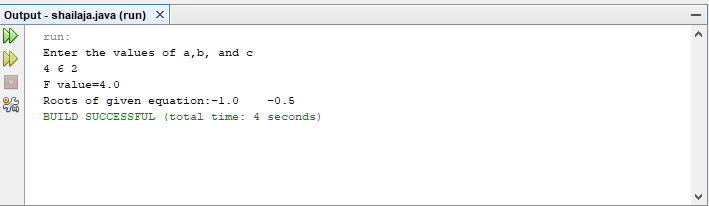 Output - shailaja.java (run)
run:
Enter the values of a,b, and c
4 6 2
F value=4.0
Roots of given equation:-1.0    -0.5
BUILD SUCCESSFUL (total time: 4 seconds)